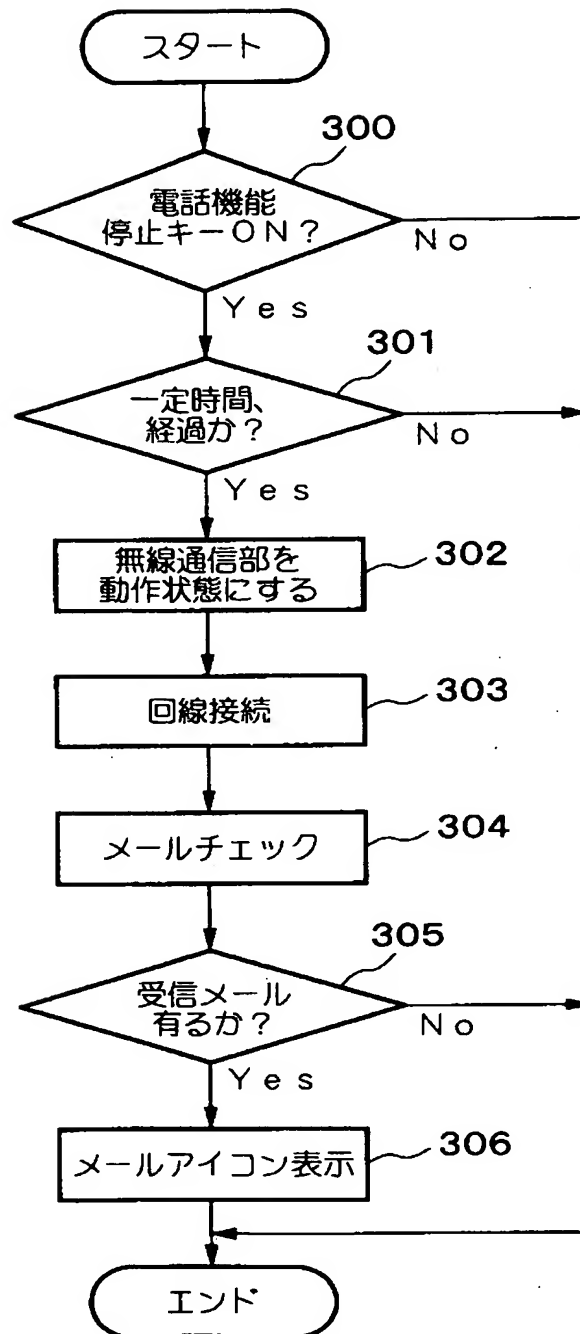 スタート
300
電話機能
停止キーON?
No
Yes
301
一定時間、
経過か?
No
Yes
302
無線通信部を
動作状態にする
303
回線接続
304
メールチェック
305
受信メール
有るか?
No
Yes
306
メールアイコン表示
エンド